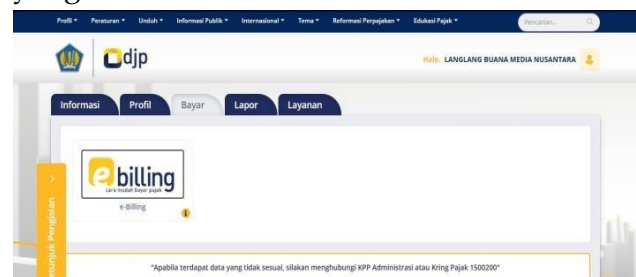 Profil Peraturan Unduh Informasi Publik Internasional Tema Reformasi Perpajakan Edukasi Pajak Pencarian...
djp
Halo, LANGLANG BUANA MEDIA NUSANTARA
Informasi Profil Bayar Lapor Layanan
e billing
cara mudah bayar pajak
e-Billing
etunjuk Pengisian
"Apabila terdapat data yang tidak sesuai, silakan menghubungi KPP Administrasi atau Kring Pajak 1500200"